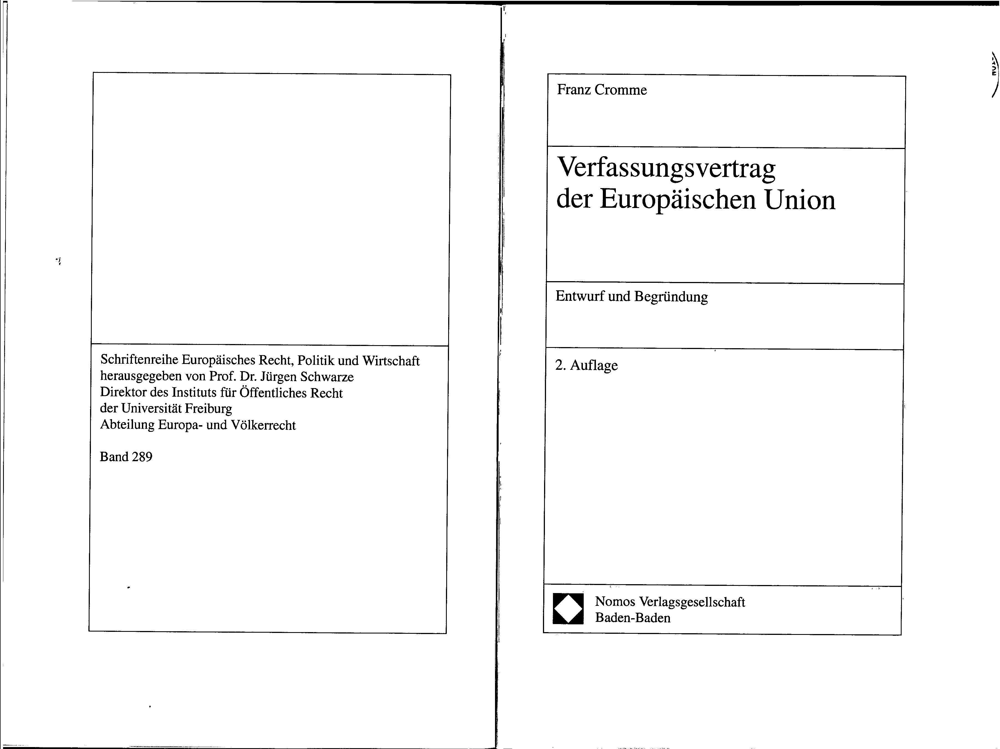 Schriftenreihe Europäisches Recht, Politik und Wirtschaft
herausgegeben von Prof. Dr. Jürgen Schwarze
Direktor des Instituts für Öffentliches Recht
der Universität Freiburg
Abteilung Europa- und Völkerrecht
Band 289
Franz Cromme
Verfassungsvertrag
der Europäischen Union
Entwurf und Begründung
2. Auflage
Nomos Verlagsgesellschaft
Baden-Baden